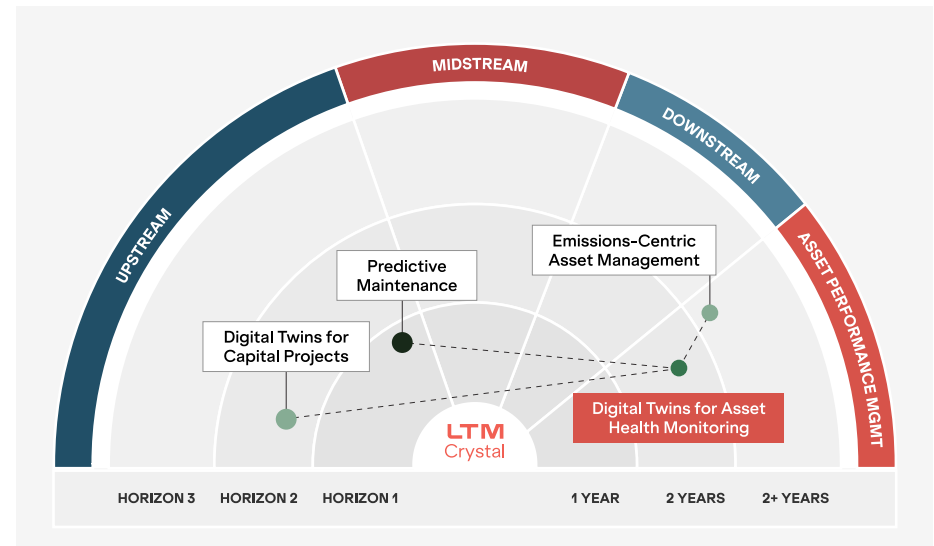 MIDSTREAM
DOWNSTREAM
UPSTREAM
ASSET PERFORMANCE MGMT
Emissions-Centric
Asset Management
Predictive
Maintenance
Digital Twins for
Capital Projects
Digital Twins for Asset
Health Monitoring
LTM
Crystal
HORIZON 3 HORIZON 2 HORIZON 1 1 YEAR 2 YEARS 2+ YEARS